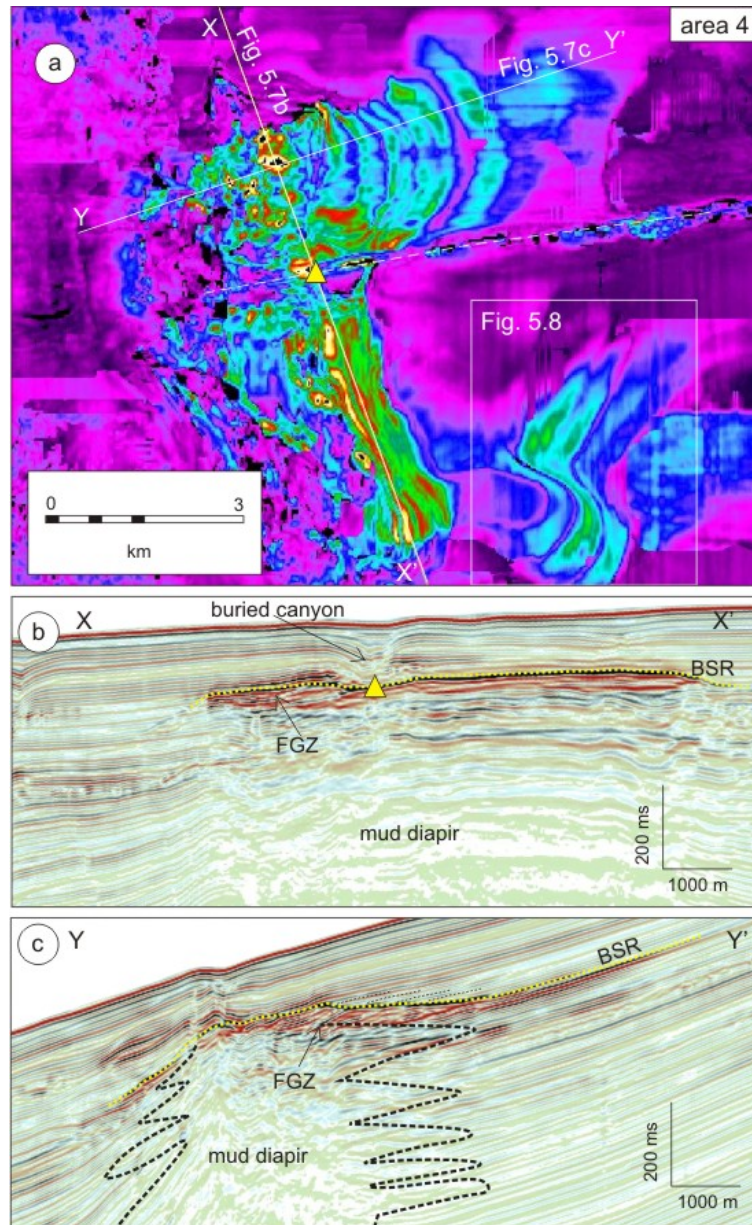 a
X
Fig. 5.7b
Fig. 5.7c
Y'
area 4
Y
Fig. 5.8
0 3
km
X'
b
X
buried canyon
X'
BSR
FGZ
mud diapir
200 ms
1000 m
c
Y
Y'
BSR
FGZ
mud diapir
200 ms
1000 m